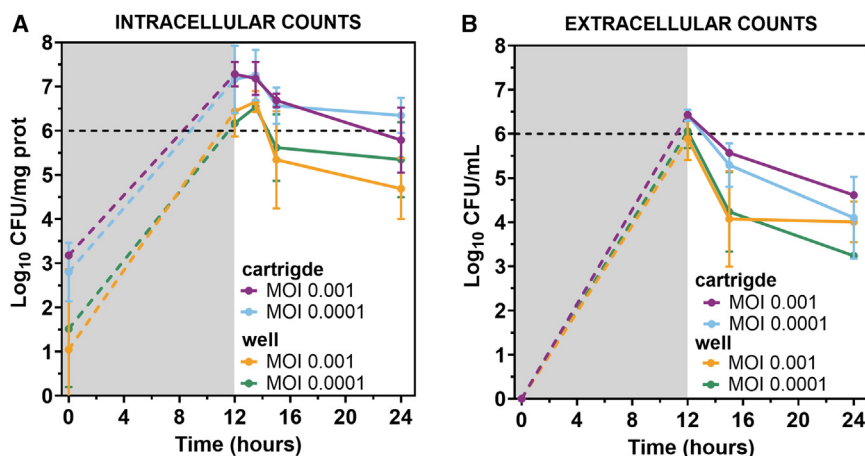 A
INTRACELLULAR COUNTS
Log10 CFU/mg prot
8
7
6
5
4
3
2
1
0
cartrigde
MOI 0.001
MOI 0.0001
well
MOI 0.001
MOI 0.0001
0 4 8 12 16 20 24
Time (hours)
B
EXTRACELLULAR COUNTS
Log10 CFU/mL
8
7
6
5
4
3
2
1
0
cartrigde
MOI 0.001
MOI 0.0001
well
MOI 0.001
MOI 0.0001
0 4 8 12 16 20 24
Time (hours)